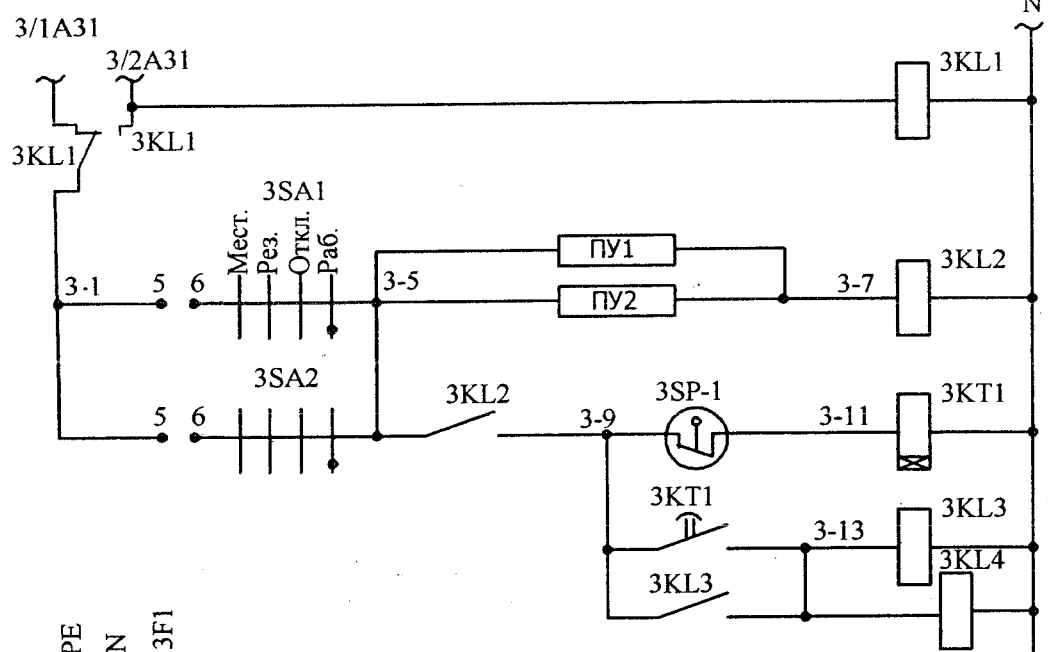 N
3/1А31
3/2А31
3KL1
3KL1
3KL1
3SA1
Мест.
Рез.
Откл.
Раб.
ПУ1
3KL2
3·1
5
6
3-5
ПУ2
3-7
3SA2
3KL2
3SP-1
3KT1
5
6
3-9
3-11
3KT1
3KL3
3-13
3KL4
3KL3
PE
N
3F1